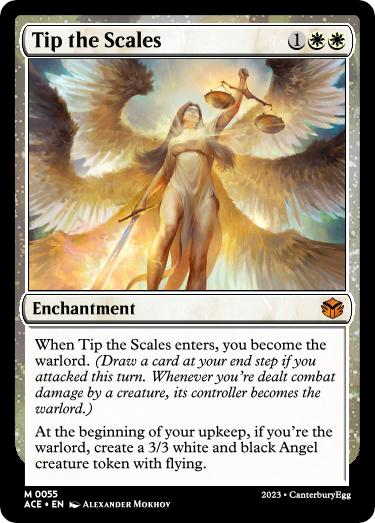 Tip the Scales 1
Enchantment
When Tip the Scales enters, you become the
warlord. (Draw a card at your end step if you
attacked this turn. Whenever you're dealt combat
damage by a creature, its controller becomes the
warlord.)
At the beginning of your upkeep, if you're the
warlord, create a 3/3 white and black Angel
creature token with flying.
M 0055
ACE • EN Alexander Mokhov
2023 • CanterburyEgg